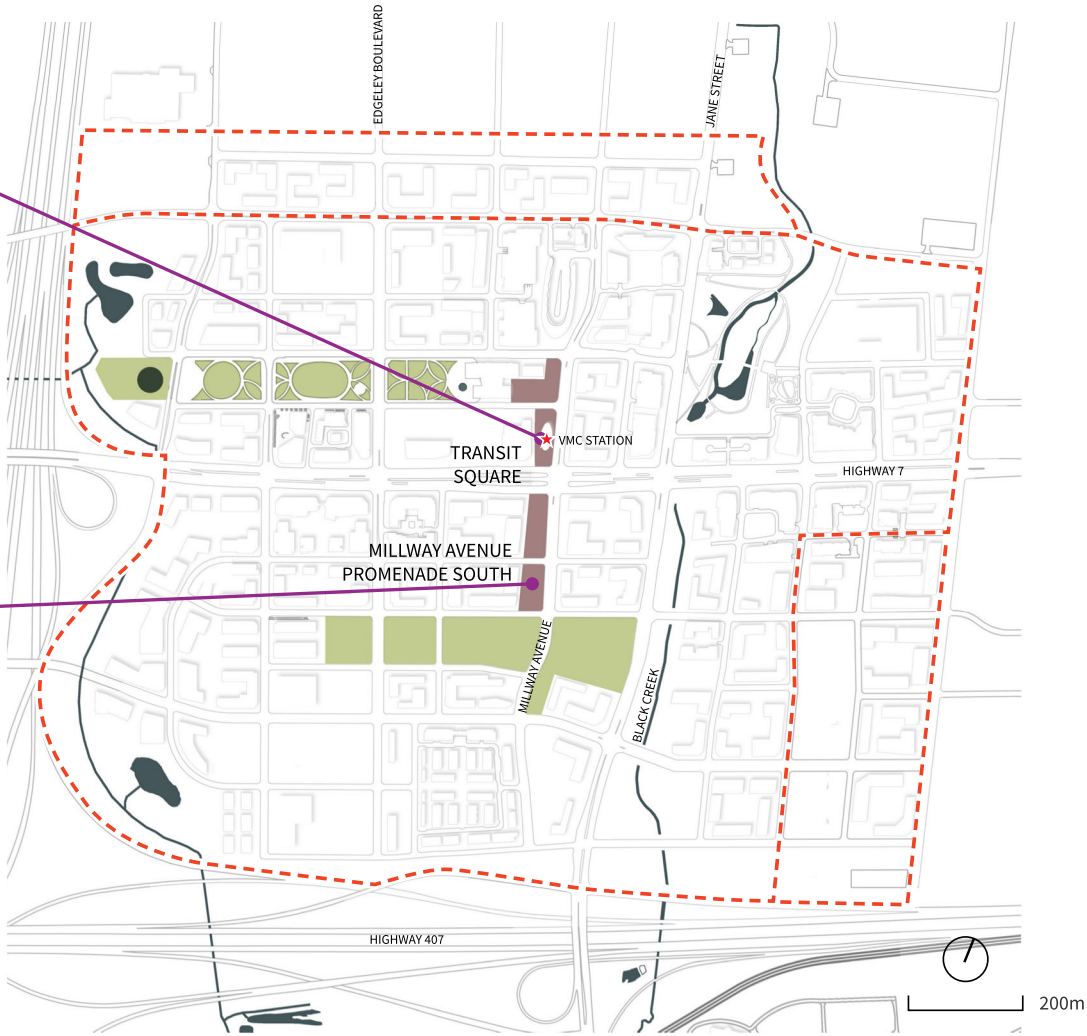 EDGELEY BOULEVARD
JANE STREET
VMC STATION
TRANSIT
SQUARE
HIGHWAY 7
MILLWAY AVENUE
PROMENADE SOUTH
MILLWAY AVENUE
BLACK CREEK
HIGHWAY 407
200m